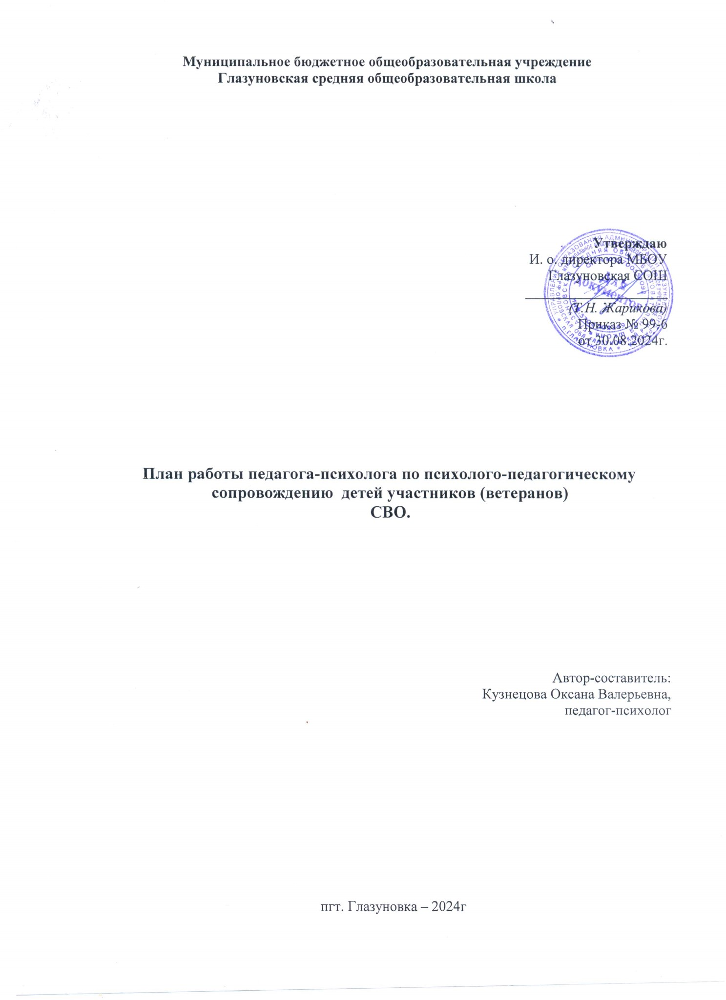 Муниципальное бюджетное общеобразовательная учреждение
Глазуновская средняя общеобразовательная школа
Утверждаю
И. о. директора МБОУ
Глазуновская СОШ
(Т.Н. Жарикова)
Приказ № 99-6
от 30.08.2024г.
Для
документов
План работы педагога-психолога по психолого-педагогическому
сопровождению детей участников (ветеранов)
СВО.
Автор-составитель:
Кузнецова Оксана Валерьевна,
педагог-психолог
пгт. Глазуновка – 2024г